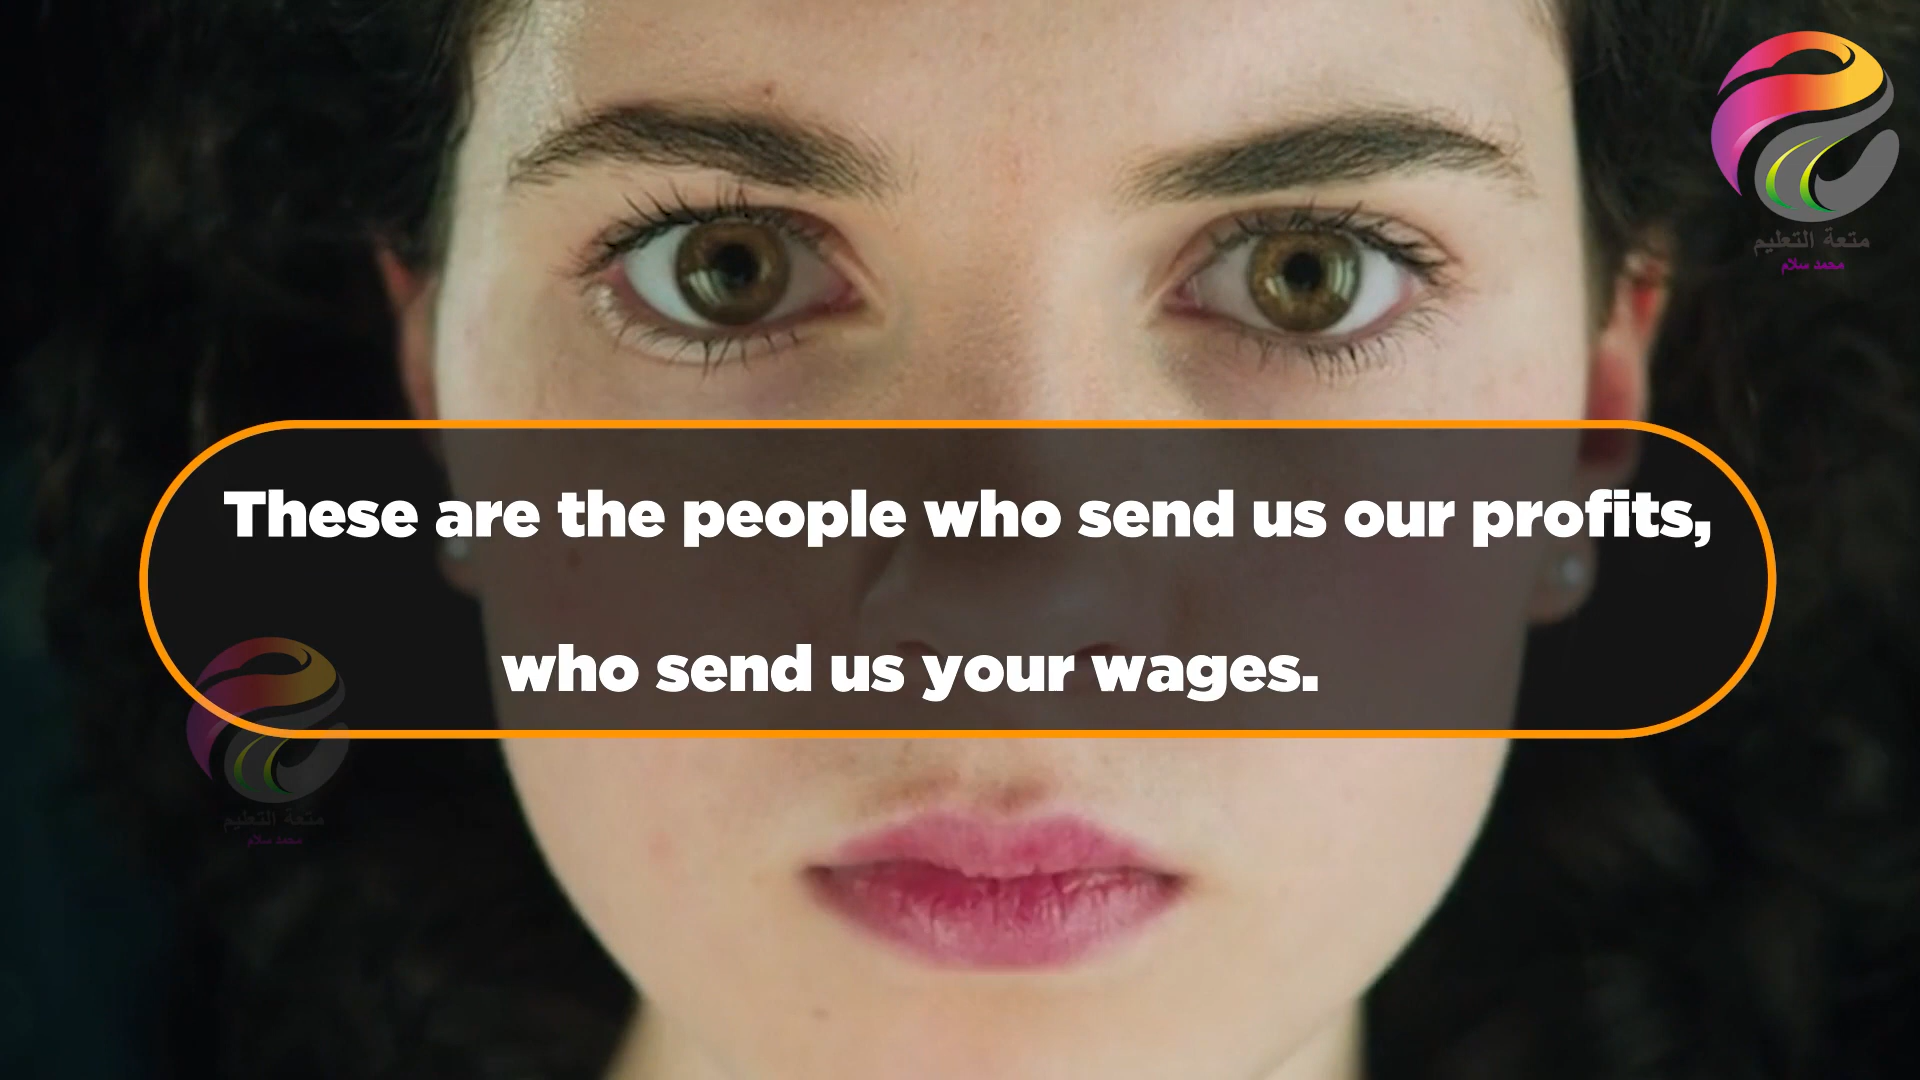 متعة التعليم
محمد سلام
These are the people who send us our profits,
who send us your wages.
متعة التعليم
محمد سلام